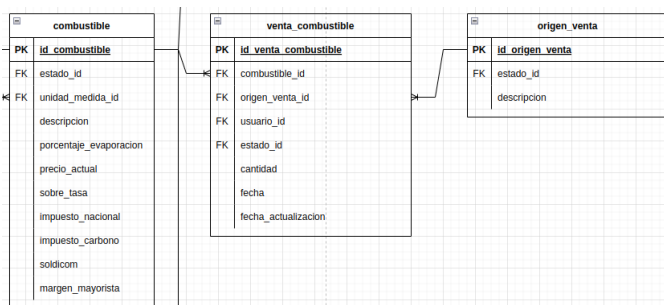 combustible
PK id_combustible
FK estado_id
FK unidad_medida_id
descripcion
porcentaje_evaporacion
precio_actual
sobre_tasa
impuesto_nacional
impuesto_carbono
soldicom
margen_mayorista
venta_combustible
PK id_venta_combustible
FK combustible_id
FK origen_venta_id
FK usuario_id
FK estado_id
cantidad
fecha
fecha_actualizacion
origen_venta
PK id_origen_venta
FK estado_id
descripcion